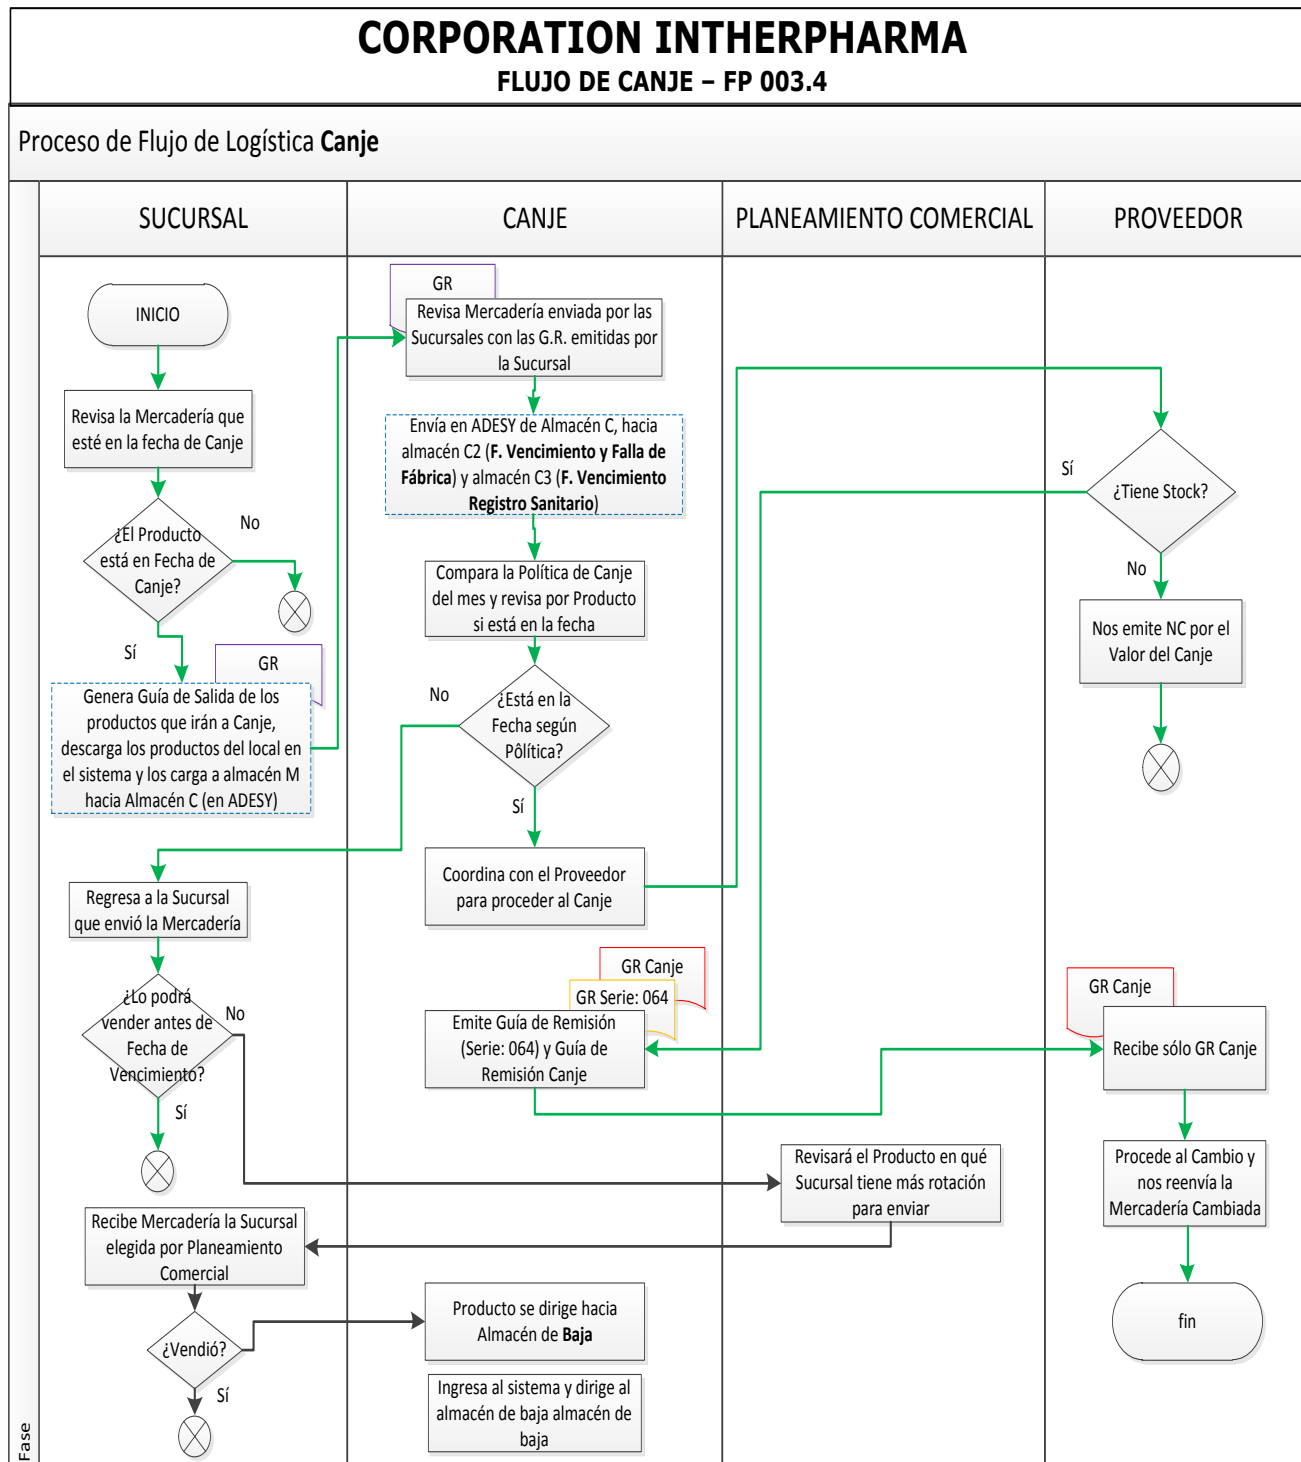 CORPORATION INTHERPHARMA
FLUJO DE CANJE – FP 003.4
Proceso de Flujo de Logística Canje
Fase
SUCURSAL
CANJE
PLANEAMIENTO COMERCIAL
PROVEEDOR
INICIO
Revisa la Mercadería que
esté en la fecha de Canje
¿El Producto
está en Fecha de
Canje?
No
Sí
GR
Genera Guía de Salida de los
productos que irán a Canje,
descarga los productos del local en
el sistema y los carga a almacén M
hacia Almacén C (en ADESY)
GR
Revisa Mercadería enviada por las
Sucursales con las G.R. emitidas por
la Sucursal
Envía en ADESY de Almacén C, hacia
almacén C2 (F. Vencimiento y Falla de
Fábrica) y almacén C3 (F. Vencimiento
Registro Sanitario)
Compara la Política de Canje
del mes y revisa por Producto
si está en la fecha
¿Está en la
Fecha según
Pôlítica?
No
Sí
Coordina con el Proveedor
para proceder al Canje
¿Tiene Stock?
Sí
No
Nos emite NC por el
Valor del Canje
Regresa a la Sucursal
que envió la Mercadería
¿Lo podrá
vender antes de
Fecha de
Vencimiento?
No
Sí
GR Canje
GR Serie: 064
Emite Guía de Remisión
(Serie: 064) y Guía de
Remisión Canje
GR Canje
Recibe sólo GR Canje
Procede al Cambio y
nos reenvía la
Mercadería Cambiada
fin
Revisará el Producto en qué
Sucursal tiene más rotación
para enviar
Recibe Mercadería la Sucursal
elegida por Planeamiento
Comercial
¿Vendió?
Sí
Producto se dirige hacia
Almacén de Baja
Ingresa al sistema y dirige al
almacén de baja almacén de
baja